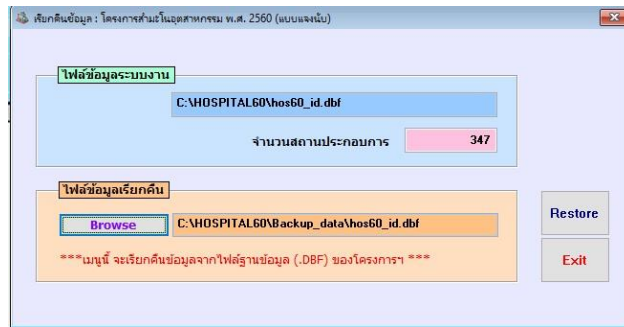 เรียกคืนข้อมูล : โครงการสำมะโนอุตสาหกรรม พ.ศ. 2560 (แบบแจงนับ)
ไฟล์ข้อมูลระบบงาน
C:\HOSPITAL60\hos60_id.dbf
จำนวนสถานประกอบการ 347
ไฟล์ข้อมูลเรียกคืน
Browse C:\HOSPITAL60\Backup_data\hos60_id.dbf
***เมนูนี้ จะเรียกคืนข้อมูลจากไฟล์ฐานข้อมูล (.DBF) ของโครงการฯ ***
Restore
Exit